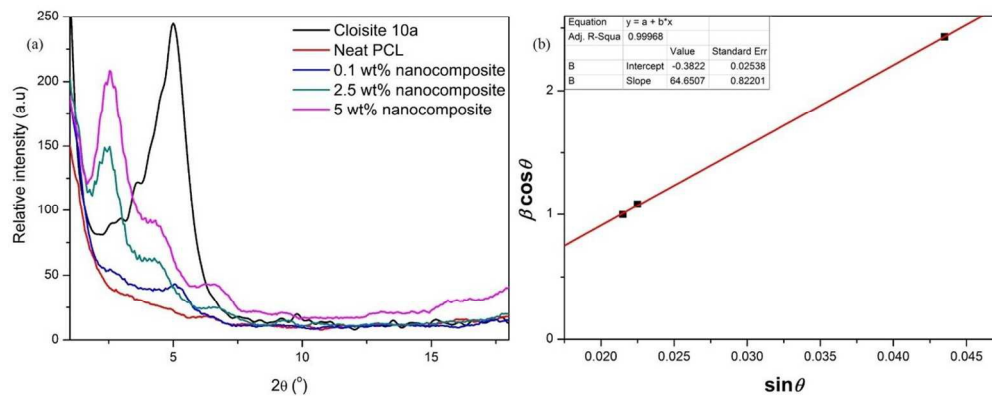 (a)
Cloisite 10a
Neat PCL
0.1 wt% nanocomposite
2.5 wt% nanocomposite
5 wt% nanocomposite
250
200
150
100
50
0
Relative intensity (a.u)
5
10
15
2θ (°)
(b)
Equation y = a + b*x
Adj. R-Squa 0.99968
Value Standard Err
B Intercept -0.3822 0.02538
B Slope 64.6507 0.82201
2
1
0
βcosθ
0.020 0.025 0.030 0.035 0.040 0.045
sinθ